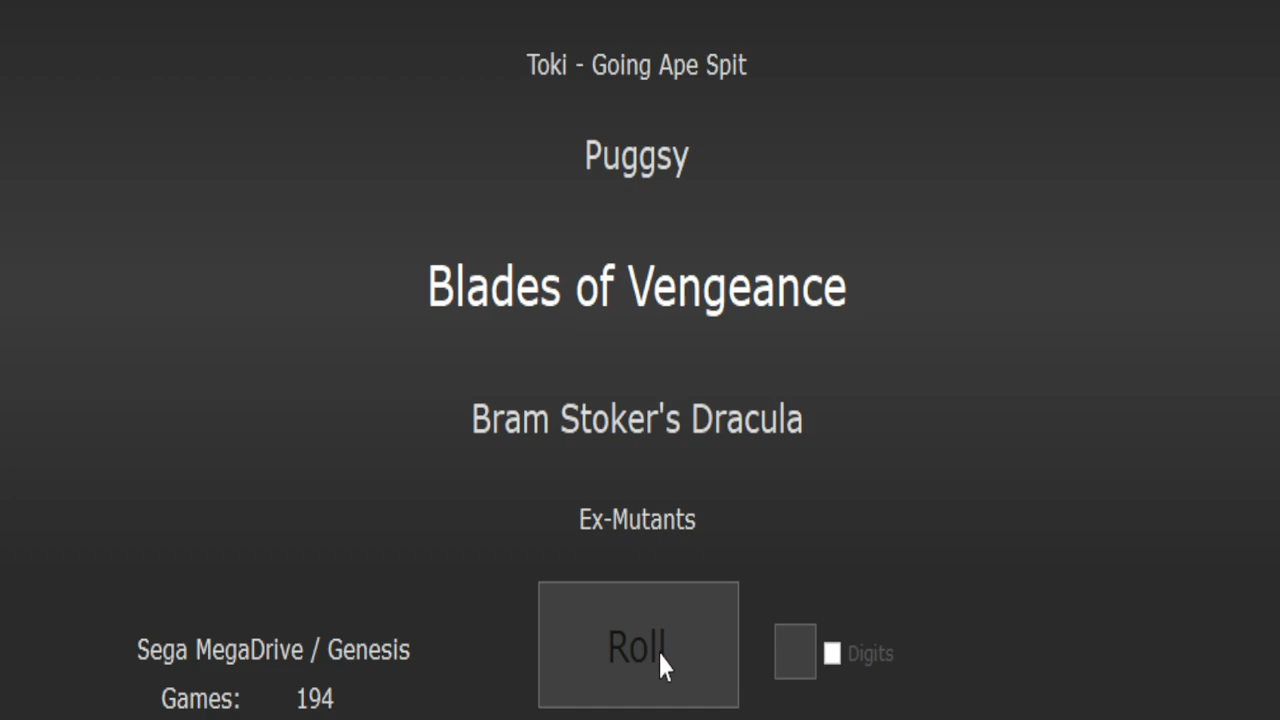 Toki - Going Ape Spit
Puggsy
Blades of Vengeance
Bram Stoker's Dracula
Ex-Mutants
Roll
Digits
Sega MegaDrive / Genesis
Games: 194